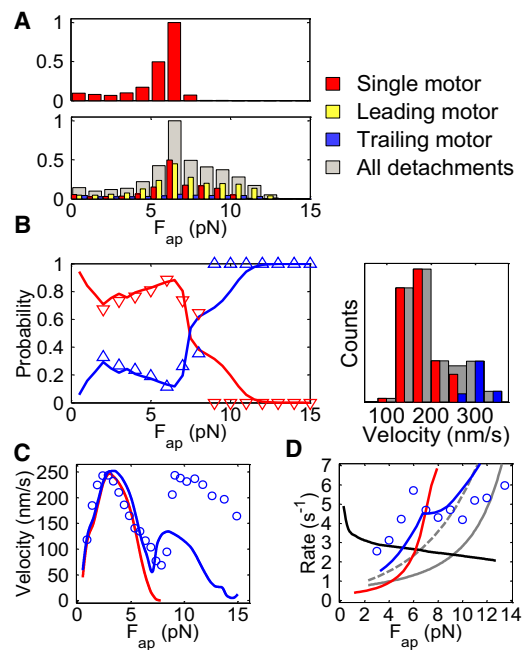 A
1
0.5
0
Single motor
Leading motor
Trailing motor
All detachments
1
0.5
0
0 5 10 15
F_ap (pN)
B
Probability
1
0.8
0.6
0.4
0.2
0
0 5 10 15
F_ap (pN)
Counts
100 200 300
Velocity (nm/s)
C
Velocity (nm/s)
250
200
150
100
50
0
0 5 10 15
F_ap (pN)
D
Rate (s⁻¹)
7
6
5
4
3
2
1
0
0 2 4 6 8 10 12 14
F_ap (pN)